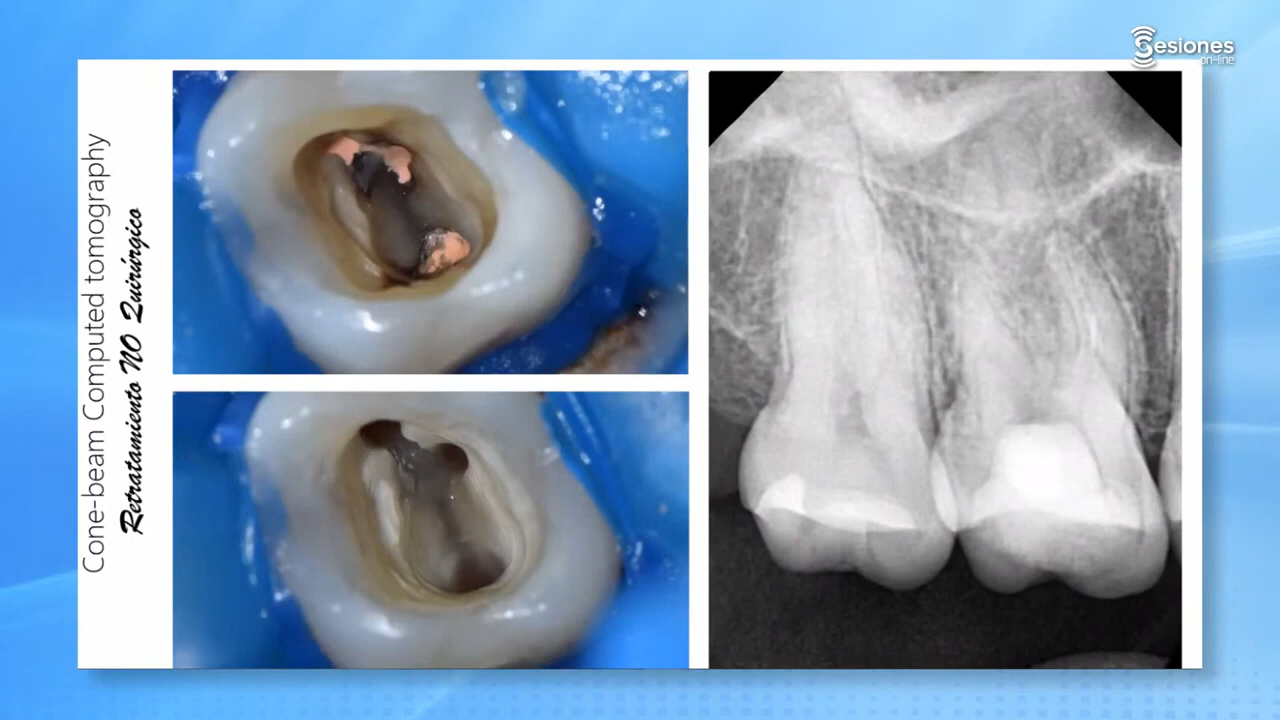 Sesiones
on-line
Cone-beam Computed tomography
Retratamiento NO Quirúrgico